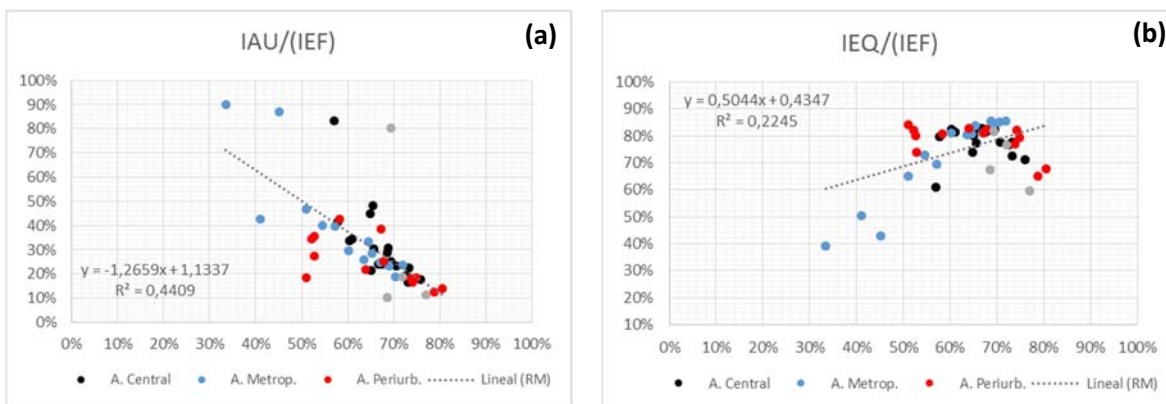 IAU/(IEF)
(a)
100%
90%
80%
70%
60%
50%
40%
30%
20%
10%
0%
y = -1,2659x + 1,1337
R² = 0,4409
0% 10% 20% 30% 40% 50% 60% 70% 80% 90% 100%
A. Central A. Metrop. A. Periurb. Lineal (RM)
IEQ/(IEF)
(b)
100%
90%
80%
70%
60%
50%
40%
30%
20%
10%
y = 0,5044x + 0,4347
R² = 0,2245
0% 10% 20% 30% 40% 50% 60% 70% 80% 90% 100%
A. Central A. Metrop. A. Periurb. Lineal (RM)